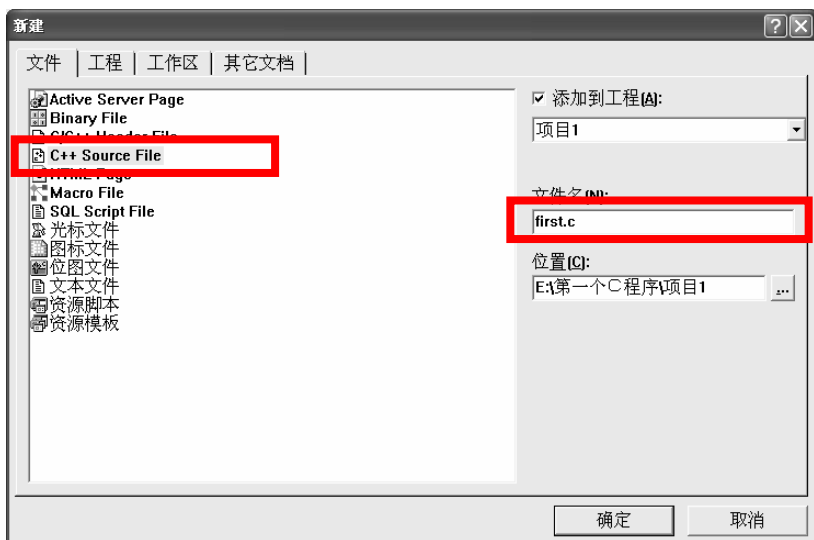 新建
文件 工程 工作区 其它文档
Active Server Page
Binary File
C/C++ Header File
C++ Source File
HTML Page
Macro File
SQL Script File
光标文件
图标文件
位图文件
文本文件
资源脚本
资源模板
添加到工程(A):
项目1
文件名(N):
first.c
位置(C):
E:\第一个C程序\项目1
...
确定 取消